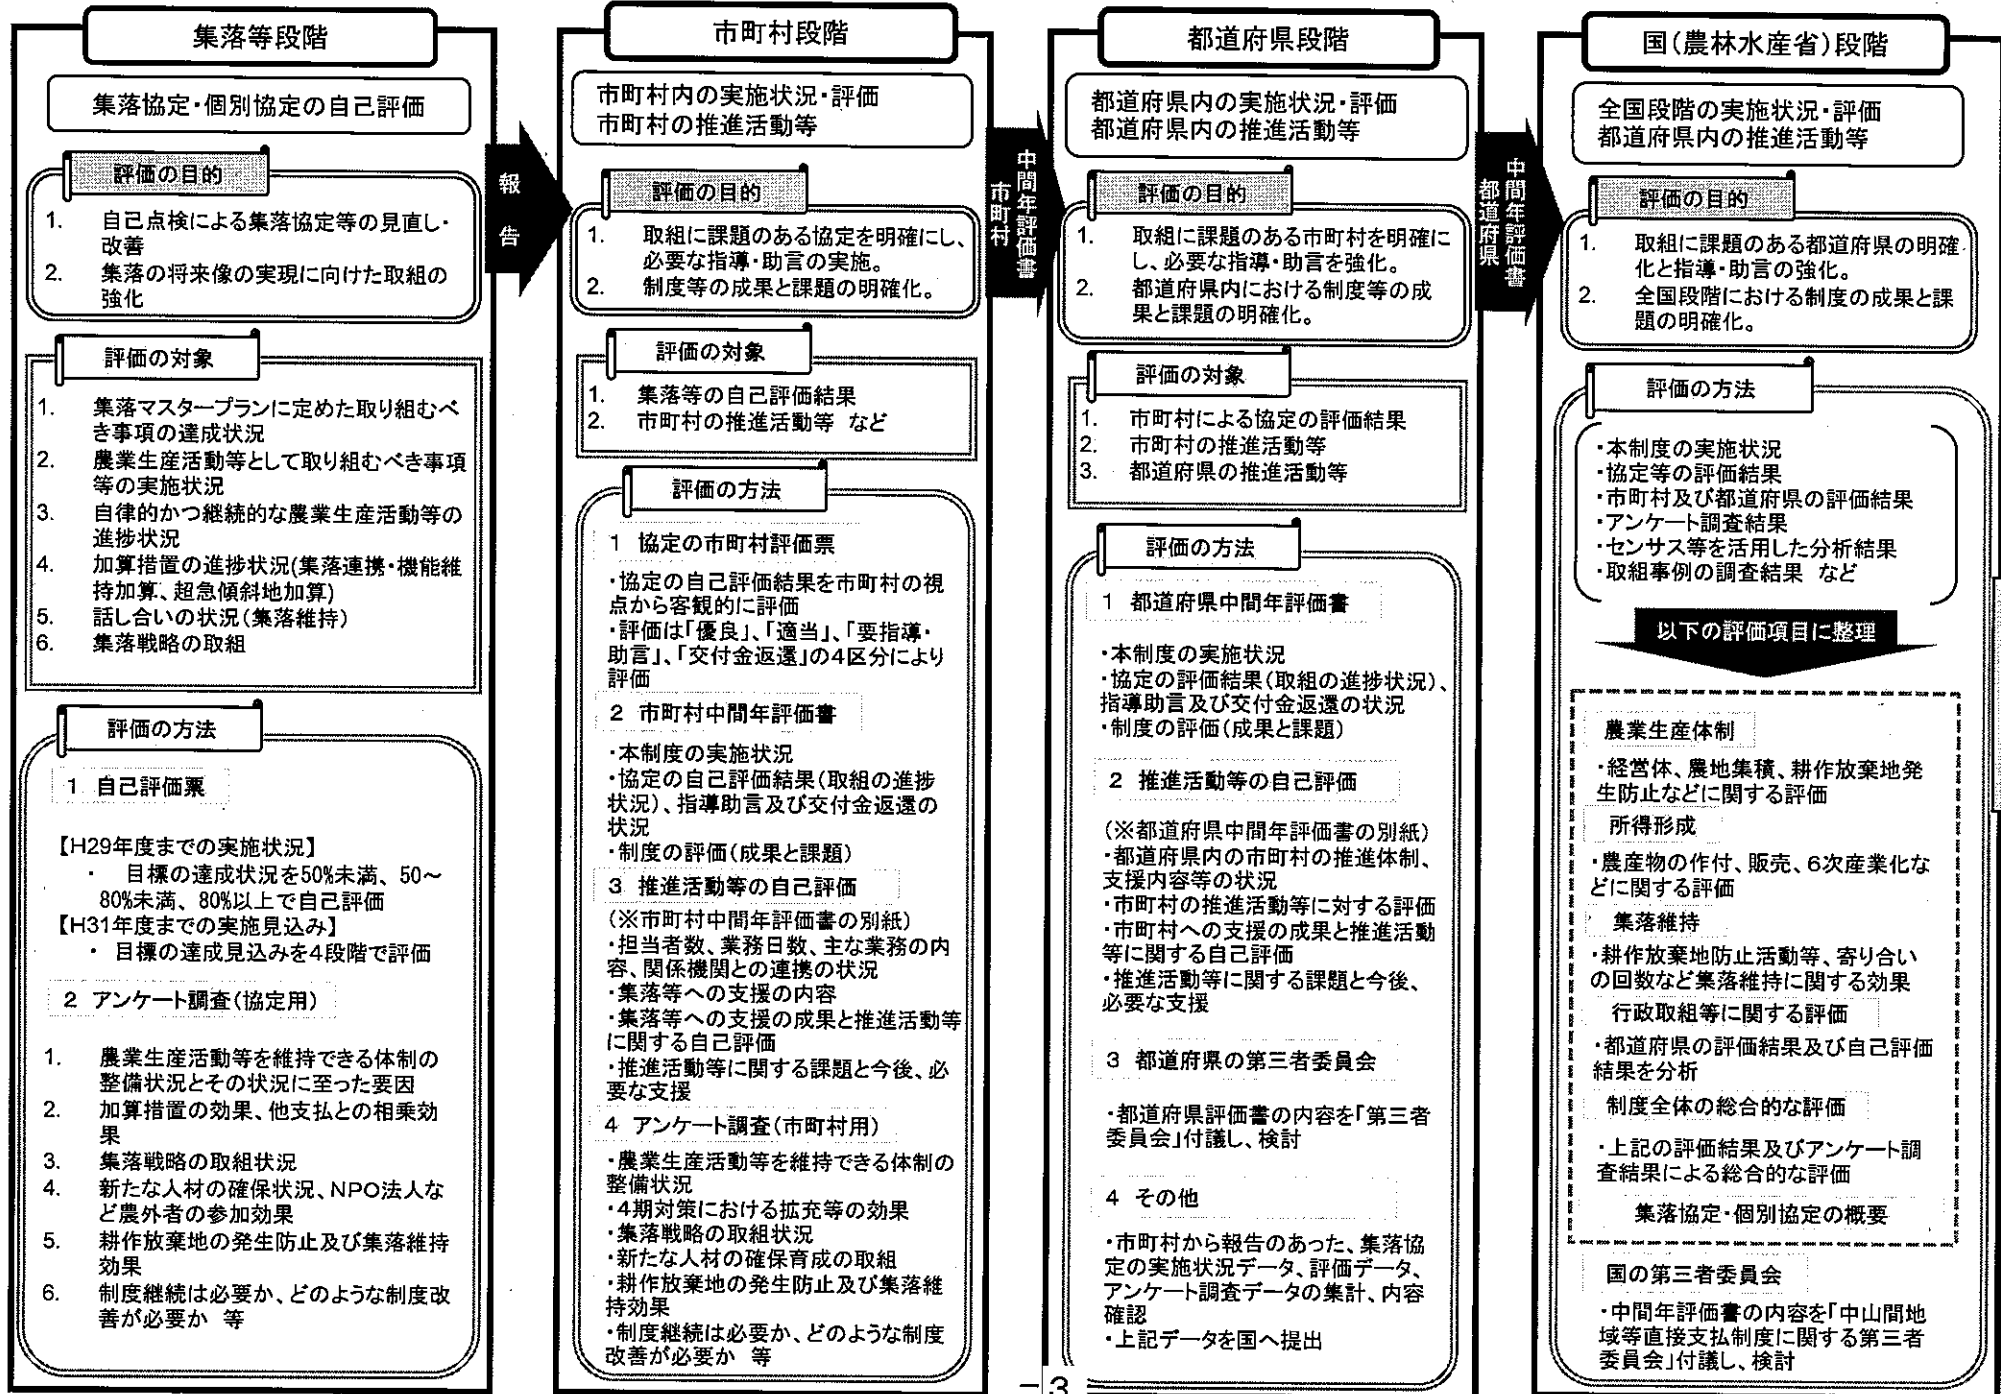 集落等段階
集落協定・個別協定の自己評価
評価の目的
1. 自己点検による集落協定等の見直し・
改善
2. 集落の将来像の実現に向けた取組の
強化
評価の対象
1. 集落マスタープランに定めた取り組むべ
き事項の達成状況
2. 農業生産活動等として取り組むべき事項
等の実施状況
3. 自律的かつ継続的な農業生産活動等の
進捗状況
4. 加算措置の進捗状況(集落連携・機能維
持加算、超急傾斜地加算)
5. 話し合いの状況(集落維持)
6. 集落戦略の取組
評価の方法
1 自己評価票
【H29年度までの実施状況】
・ 目標の達成状況を50%未満、50～
80%未満、80%以上で自己評価
【H31年度までの実施見込み】
・ 目標の達成見込みを4段階で評価
2 アンケート調査(協定用)
1. 農業生産活動等を維持できる体制の
整備状況とその状況に至った要因
2. 加算措置の効果、他支払との相乗効
果
3. 集落戦略の取組状況
4. 新たな人材の確保状況、NPO法人な
ど農外者の参加効果
5. 耕作放棄地の発生防止及び集落維持
効果
6. 制度継続は必要か、どのような制度改
善が必要か 等
報告
市町村段階
市町村内の実施状況・評価
市町村の推進活動等
評価の目的
1. 取組に課題のある協定を明確にし、
必要な指導・助言の実施。
2. 制度等の成果と課題の明確化。
評価の対象
1. 集落等の自己評価結果
2. 市町村の推進活動等 など
評価の方法
1 協定の市町村評価票
・協定の自己評価結果を市町村の視
点から客観的に評価
・評価は「優良」、「適当」、「要指導・
助言」、「交付金返還」の4区分により
評価
2 市町村中間年評価書
・本制度の実施状況
・協定の自己評価結果(取組の進捗
状況)、指導助言及び交付金返還の
状況
・制度の評価(成果と課題)
3 推進活動等の自己評価
(※市町村中間年評価書の別紙)
・担当者数、業務日数、主な業務の内
容、関係機関との連携の状況
・集落等への支援の内容
・集落等への支援の成果と推進活動等
に関する自己評価
・推進活動等に関する課題と今後、必
要な支援
4 アンケート調査(市町村用)
・農業生産活動等を維持できる体制の
整備状況
・4期対策における拡充等の効果
・集落戦略の取組状況
・新たな人材の確保育成の取組
・耕作放棄地の発生防止及び集落維
持効果
・制度継続は必要か、どのような制度
改善が必要か 等
市町村
中間年評価書
都道府県段階
都道府県内の実施状況・評価
都道府県内の推進活動等
評価の目的
1. 取組に課題のある市町村を明確に
し、必要な指導・助言を強化。
2. 都道府県内における制度等の成
果と課題の明確化。
評価の対象
1. 市町村による協定の評価結果
2. 市町村の推進活動等
3. 都道府県の推進活動等
評価の方法
1 都道府県中間年評価書
・本制度の実施状況
・協定の評価結果(取組の進捗状況)、
指導助言及び交付金返還の状況
・制度の評価(成果と課題)
2 推進活動等の自己評価
(※都道府県中間年評価書の別紙)
・都道府県内の市町村の推進体制、
支援内容等の状況
・市町村の推進活動等に対する評価
・市町村への支援の成果と推進活動
等に関する自己評価
・推進活動等に関する課題と今後、
必要な支援
3 都道府県の第三者委員会
・都道府県評価書の内容を「第三者
委員会」付議し、検討
4 その他
・市町村から報告のあった、集落協
定の実施状況データ、評価データ、
アンケート調査データの集計、内容
確認
・上記データを国へ提出
都道府県
中間年評価書
国(農林水産省)段階
全国段階の実施状況・評価
都道府県内の推進活動等
評価の目的
1. 取組に課題のある都道府県の明確
化と指導・助言の強化。
2. 全国段階における制度の成果と課
題の明確化。
評価の方法
・本制度の実施状況
・協定等の評価結果
・市町村及び都道府県の評価結果
・アンケート調査結果
・センサス等を活用した分析結果
・取組事例の調査結果 など
以下の評価項目に整理
農業生産体制
・経営体、農地集積、耕作放棄地発
生防止などに関する評価
所得形成
・農産物の作付、販売、6次産業化な
どに関する評価
集落維持
・耕作放棄地防止活動等、寄り合い
の回数など集落維持に関する効果
行政取組等に関する評価
・都道府県の評価結果及び自己評価
結果を分析
制度全体の総合的な評価
・上記の評価結果及びアンケート調
査結果による総合的な評価
集落協定・個別協定の概要
国の第三者委員会
・中間年評価書の内容を「中山間地
域等直接支払制度に関する第三者
委員会」付議し、検討
-3